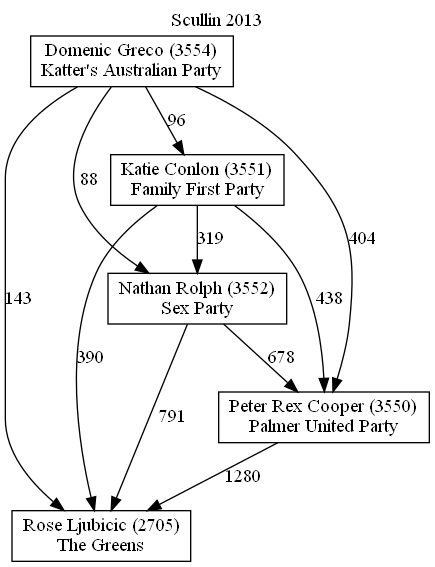 Scullin 2013
Domenic Greco (3554)
Katter's Australian Party
96
Katie Conlon (3551)
Family First Party
88
319
404
143
438
Nathan Rolph (3552)
Sex Party
390
678
791
Peter Rex Cooper (3550)
Palmer United Party
1280
Rose Ljubicic (2705)
The Greens